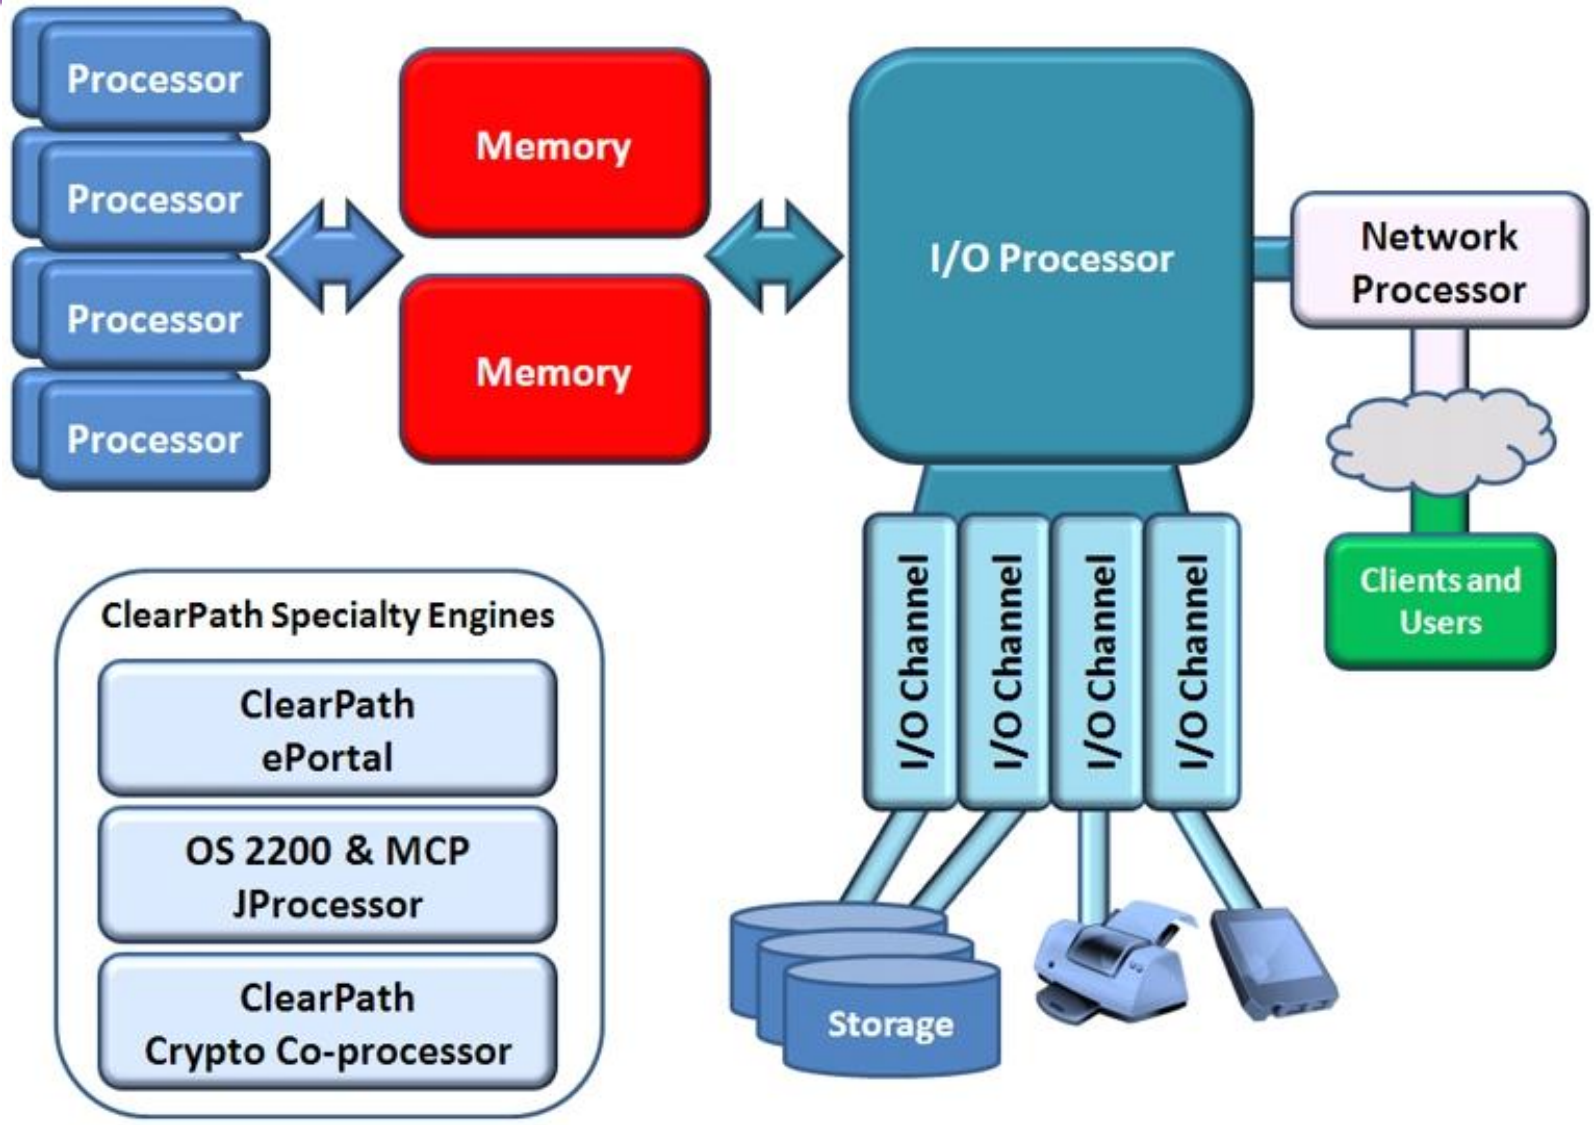 Processor
Processor
Processor
Processor
Memory
Memory
I/O Processor
Network
Processor
Clients and
Users
I/O Channel
I/O Channel
I/O Channel
I/O Channel
Storage
ClearPath Specialty Engines
ClearPath
ePortal
OS 2200 & MCP
JProcessor
ClearPath
Crypto Co-processor